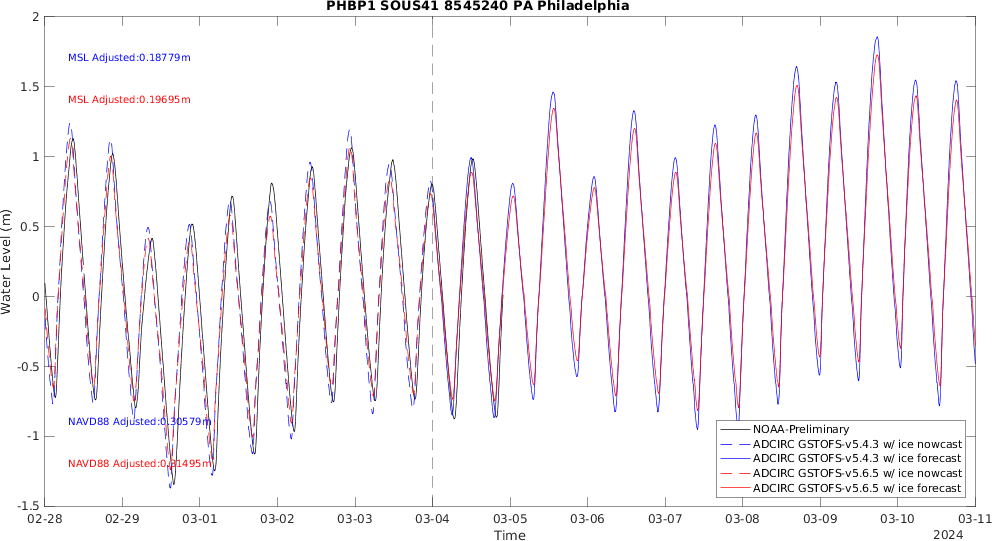 PHBP1 SOUS41 8545240 PA Philadelphia
Water Level (m)
2
1.5
1
0.5
0
-0.5
-1
-1.5
MSL Adjusted:0.18779m
MSL Adjusted:0.19695m
NAVD88 Adjusted:0.30579m
NAVD88 Adjusted:0.31495m
NOAA-Preliminary
ADCIRC GSTOFS-v5.4.3 w/ ice nowcast
ADCIRC GSTOFS-v5.4.3 w/ ice forecast
ADCIRC GSTOFS-v5.6.5 w/ ice nowcast
ADCIRC GSTOFS-v5.6.5 w/ ice forecast
02-28 02-29 03-01 03-02 03-03 03-04 03-05 03-06 03-07 03-08 03-09 03-10 03-11
Time
2024